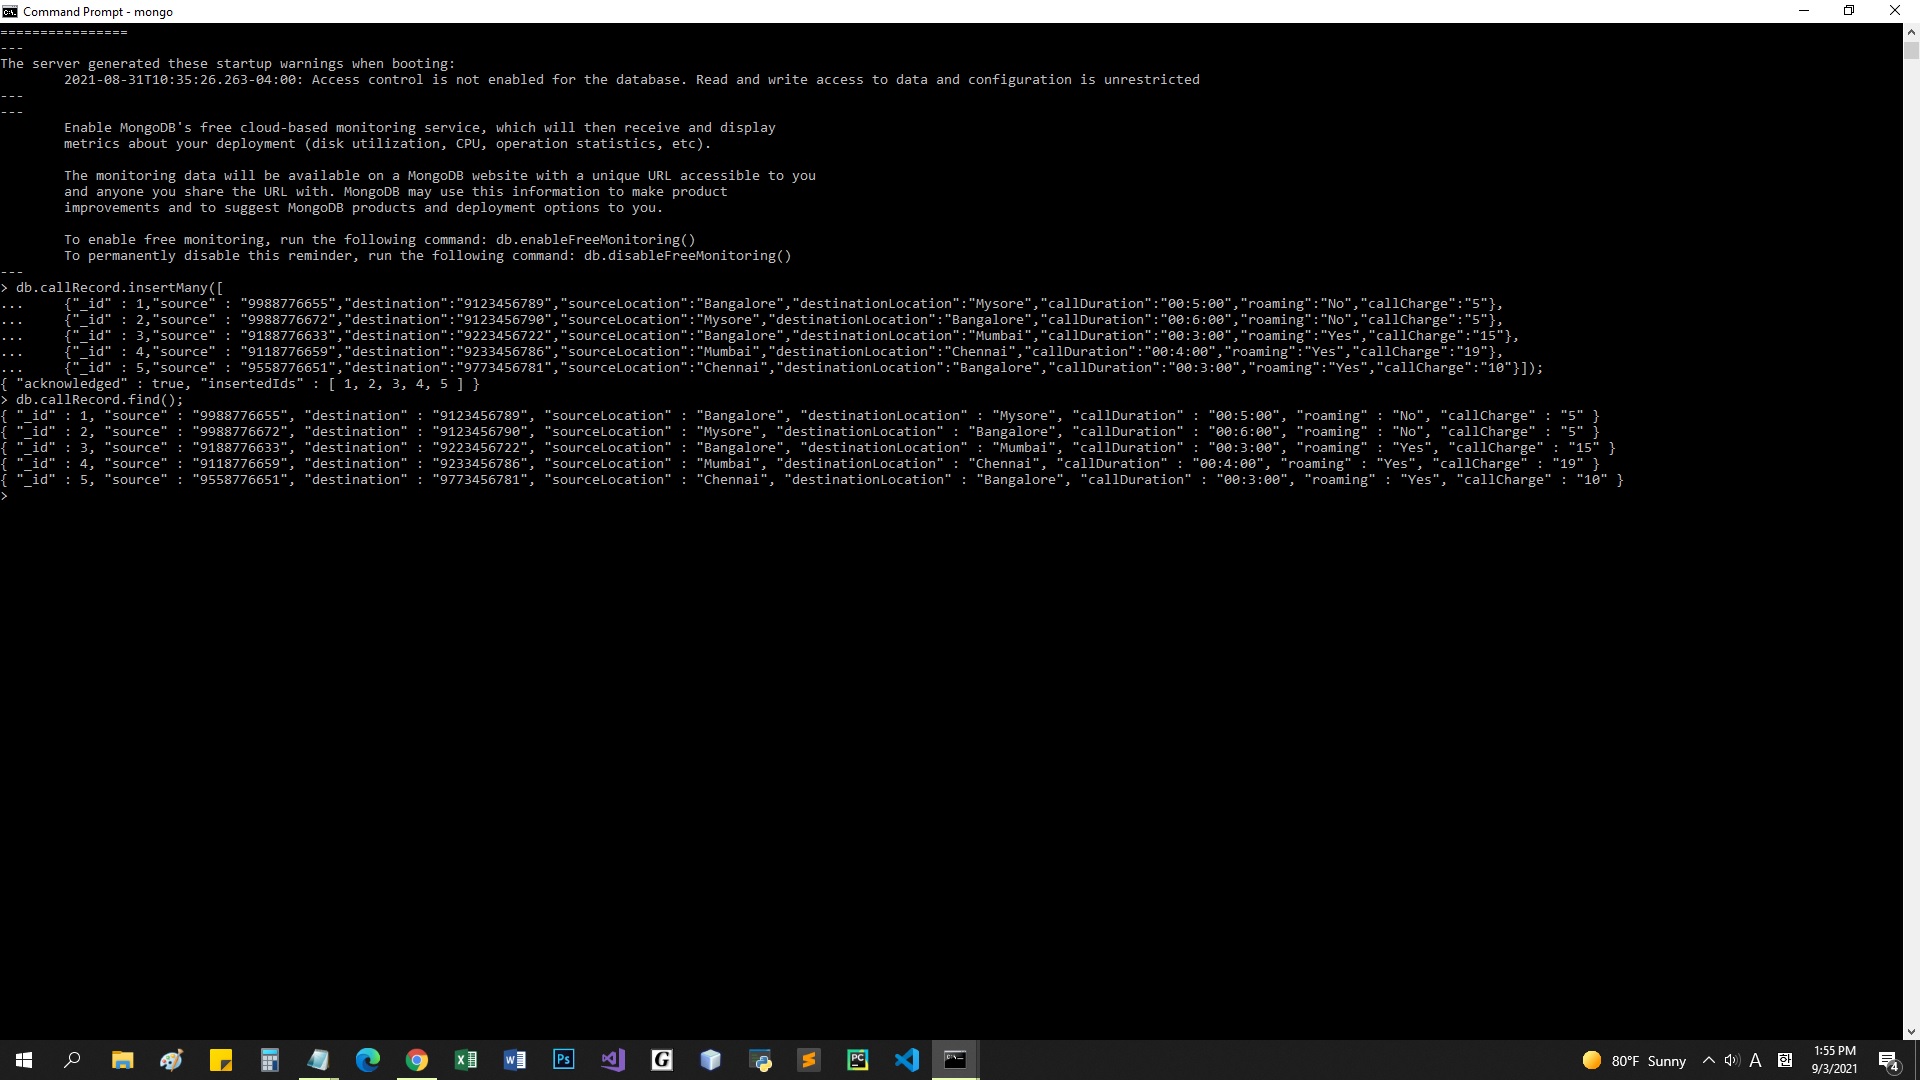 Command Prompt - mongo
================
---
The server generated these startup warnings when booting:
        2021-08-31T10:35:26.263-04:00: Access control is not enabled for the database. Read and write access to data and configuration is unrestricted
---
---
        Enable MongoDB's free cloud-based monitoring service, which will then receive and display
        metrics about your deployment (disk utilization, CPU, operation statistics, etc).

        The monitoring data will be available on a MongoDB website with a unique URL accessible to you
        and anyone you share the URL with. MongoDB may use this information to make product
        improvements and to suggest MongoDB products and deployment options to you.

        To enable free monitoring, run the following command: db.enableFreeMonitoring()
        To permanently disable this reminder, run the following command: db.disableFreeMonitoring()
---
> db.callRecord.insertMany([
...     {"_id" : 1,"source" : "9988776655","destination":"9123456789","sourceLocation":"Bangalore","destinationLocation":"Mysore","callDuration":"00:5:00","roaming":"No","callCharge":"5"},
...     {"_id" : 2,"source" : "9988776672","destination":"9123456790","sourceLocation":"Mysore","destinationLocation":"Bangalore","callDuration":"00:6:00","roaming":"No","callCharge":"5"},
...     {"_id" : 3,"source" : "9188776633","destination":"9223456722","sourceLocation":"Bangalore","destinationLocation":"Mumbai","callDuration":"00:3:00","roaming":"Yes","callCharge":"15"},
...     {"_id" : 4,"source" : "9118776659","destination":"9233456786","sourceLocation":"Mumbai","destinationLocation":"Chennai","callDuration":"00:4:00","roaming":"Yes","callCharge":"19"},
...     {"_id" : 5,"source" : "9558776651","destination":"9773456781","sourceLocation":"Chennai","destinationLocation":"Bangalore","callDuration":"00:3:00","roaming":"Yes","callCharge":"10"}]);
{ "acknowledged" : true, "insertedIds" : [ 1, 2, 3, 4, 5 ] }
> db.callRecord.find();
{ "_id" : 1, "source" : "9988776655", "destination" : "9123456789", "sourceLocation" : "Bangalore", "destinationLocation" : "Mysore", "callDuration" : "00:5:00", "roaming" : "No", "callCharge" : "5" }
{ "_id" : 2, "source" : "9988776672", "destination" : "9123456790", "sourceLocation" : "Mysore", "destinationLocation" : "Bangalore", "callDuration" : "00:6:00", "roaming" : "No", "callCharge" : "5" }
{ "_id" : 3, "source" : "9188776633", "destination" : "9223456722", "sourceLocation" : "Bangalore", "destinationLocation" : "Mumbai", "callDuration" : "00:3:00", "roaming" : "Yes", "callCharge" : "15" }
{ "_id" : 4, "source" : "9118776659", "destination" : "9233456786", "sourceLocation" : "Mumbai", "destinationLocation" : "Chennai", "callDuration" : "00:4:00", "roaming" : "Yes", "callCharge" : "19" }
{ "_id" : 5, "source" : "9558776651", "destination" : "9773456781", "sourceLocation" : "Chennai", "destinationLocation" : "Bangalore", "callDuration" : "00:3:00", "roaming" : "Yes", "callCharge" : "10" }
>
80°F Sunny A 한 1:55 PM
9/3/2021
4
Ps
G
PC